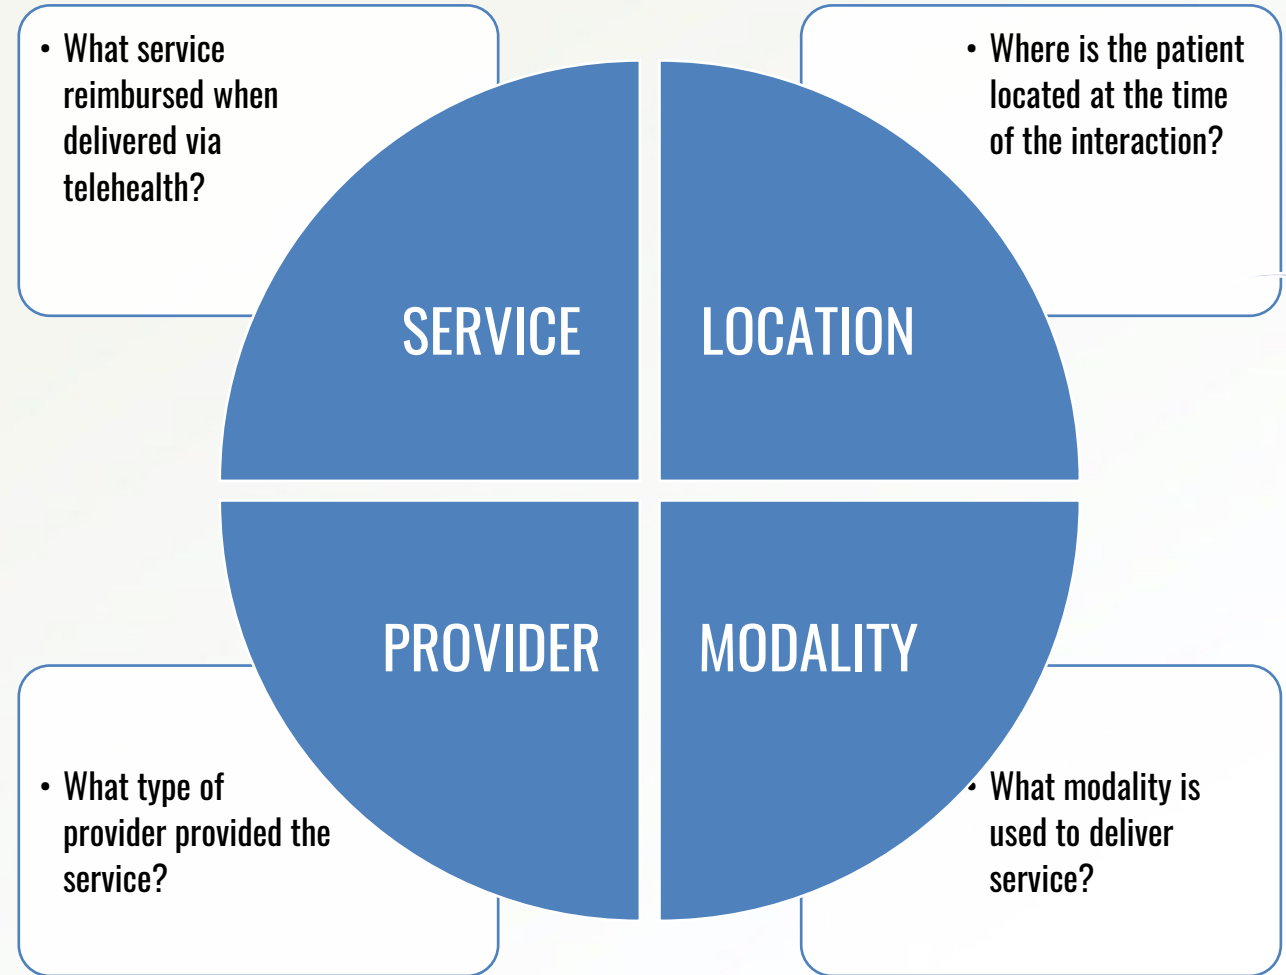 • What service
reimbursed when
delivered via
telehealth?
• Where is the patient
located at the time
of the interaction?
SERVICE
LOCATION
PROVIDER
MODALITY
• What type of
provider provided the
service?
• What modality is
used to deliver
service?